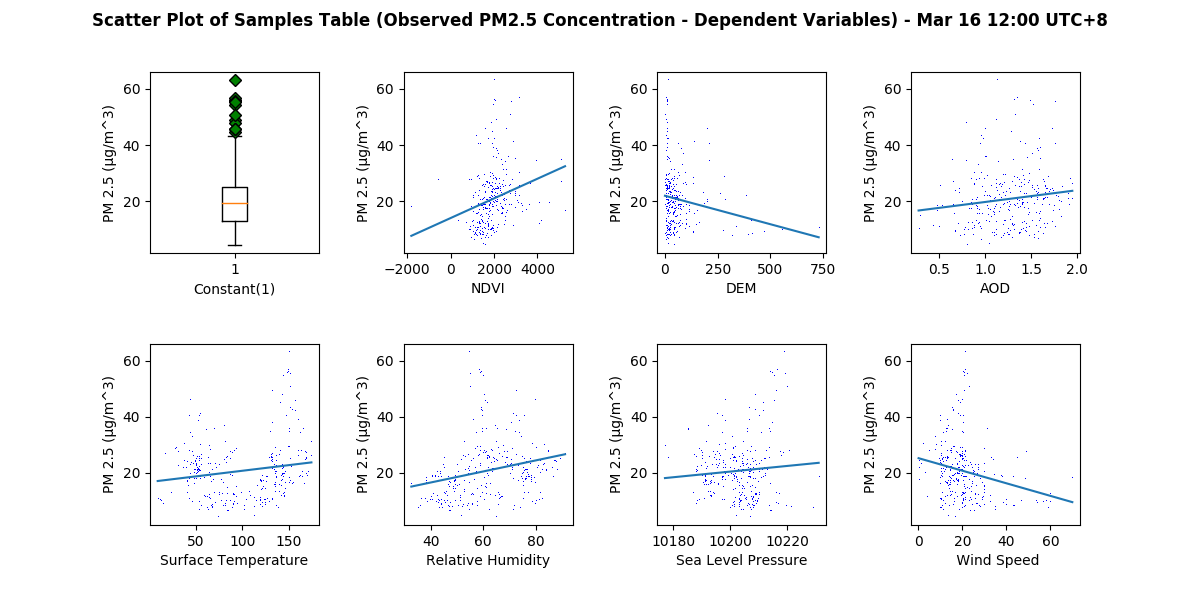 Scatter Plot of Samples Table (Observed PM2.5 Concentration - Dependent Variables) - Mar 16 12:00 UTC+8
PM 2.5 (μg/m^3)
60
40
20
1
Constant(1)
PM 2.5 (μg/m^3)
60
40
20
−2000 0 2000 4000
NDVI
PM 2.5 (μg/m^3)
60
40
20
0 250 500 750
DEM
PM 2.5 (μg/m^3)
60
40
20
0.5 1.0 1.5 2.0
AOD
PM 2.5 (μg/m^3)
60
40
20
50 100 150
Surface Temperature
PM 2.5 (μg/m^3)
60
40
20
40 60 80
Relative Humidity
PM 2.5 (μg/m^3)
60
40
20
10180 10200 10220
Sea Level Pressure
PM 2.5 (μg/m^3)
60
40
20
0 20 40 60
Wind Speed